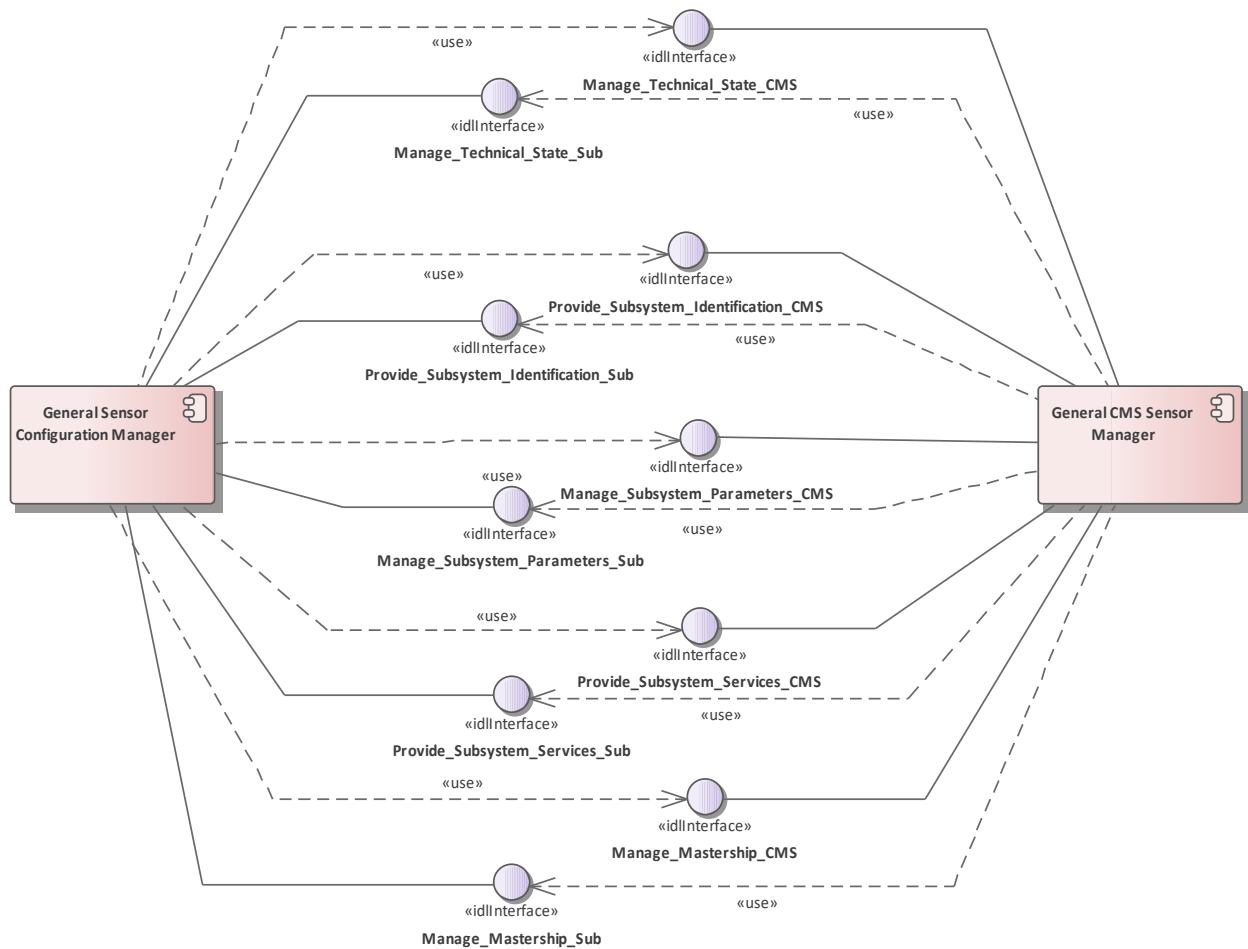 «use»
«idlInterface»
Manage_Technical_State_CMS
«use»
«idlInterface»
Manage_Technical_State_Sub
«use»
«idlInterface»
Provide_Subsystem_Identification_CMS
«use»
«idlInterface»
Provide_Subsystem_Identification_Sub
General Sensor
Configuration Manager
General CMS Sensor
Manager
«use»
«idlInterface»
Manage_Subsystem_Parameters_CMS
«use»
«idlInterface»
Manage_Subsystem_Parameters_Sub
«use»
«idlInterface»
Provide_Subsystem_Services_CMS
«use»
«idlInterface»
Provide_Subsystem_Services_Sub
«use»
«idlInterface»
Manage_Mastership_CMS
«use»
«idlInterface»
Manage_Mastership_Sub